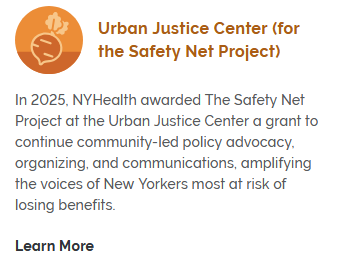 Urban Justice Center (for
the Safety Net Project)
In 2025, NYHealth awarded The Safety Net
Project at the Urban Justice Center a grant to
continue community-led policy advocacy,
organizing, and communications, amplifying
the voices of New Yorkers most at risk of
losing benefits.
Learn More